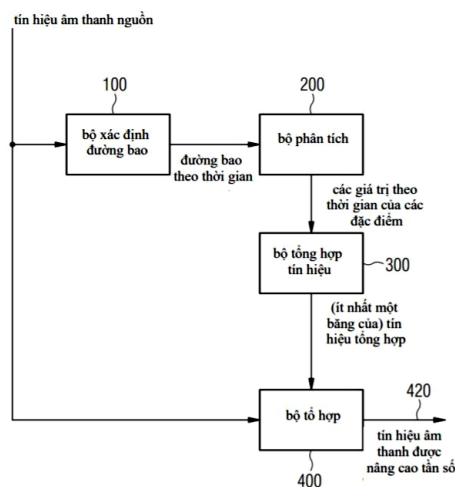 tín hiệu âm thanh nguồn
100
200
bộ xác định
đường bao
bộ phân tích
đường bao
theo thời gian
các giá trị theo
thời gian của các
đặc điểm
bộ tổng hợp
tín hiệu
300
(ít nhất một
băng của) tín
hiệu tổng hợp
420
bộ tổ hợp
tín hiệu âm
thanh được
nâng cao tần số
400